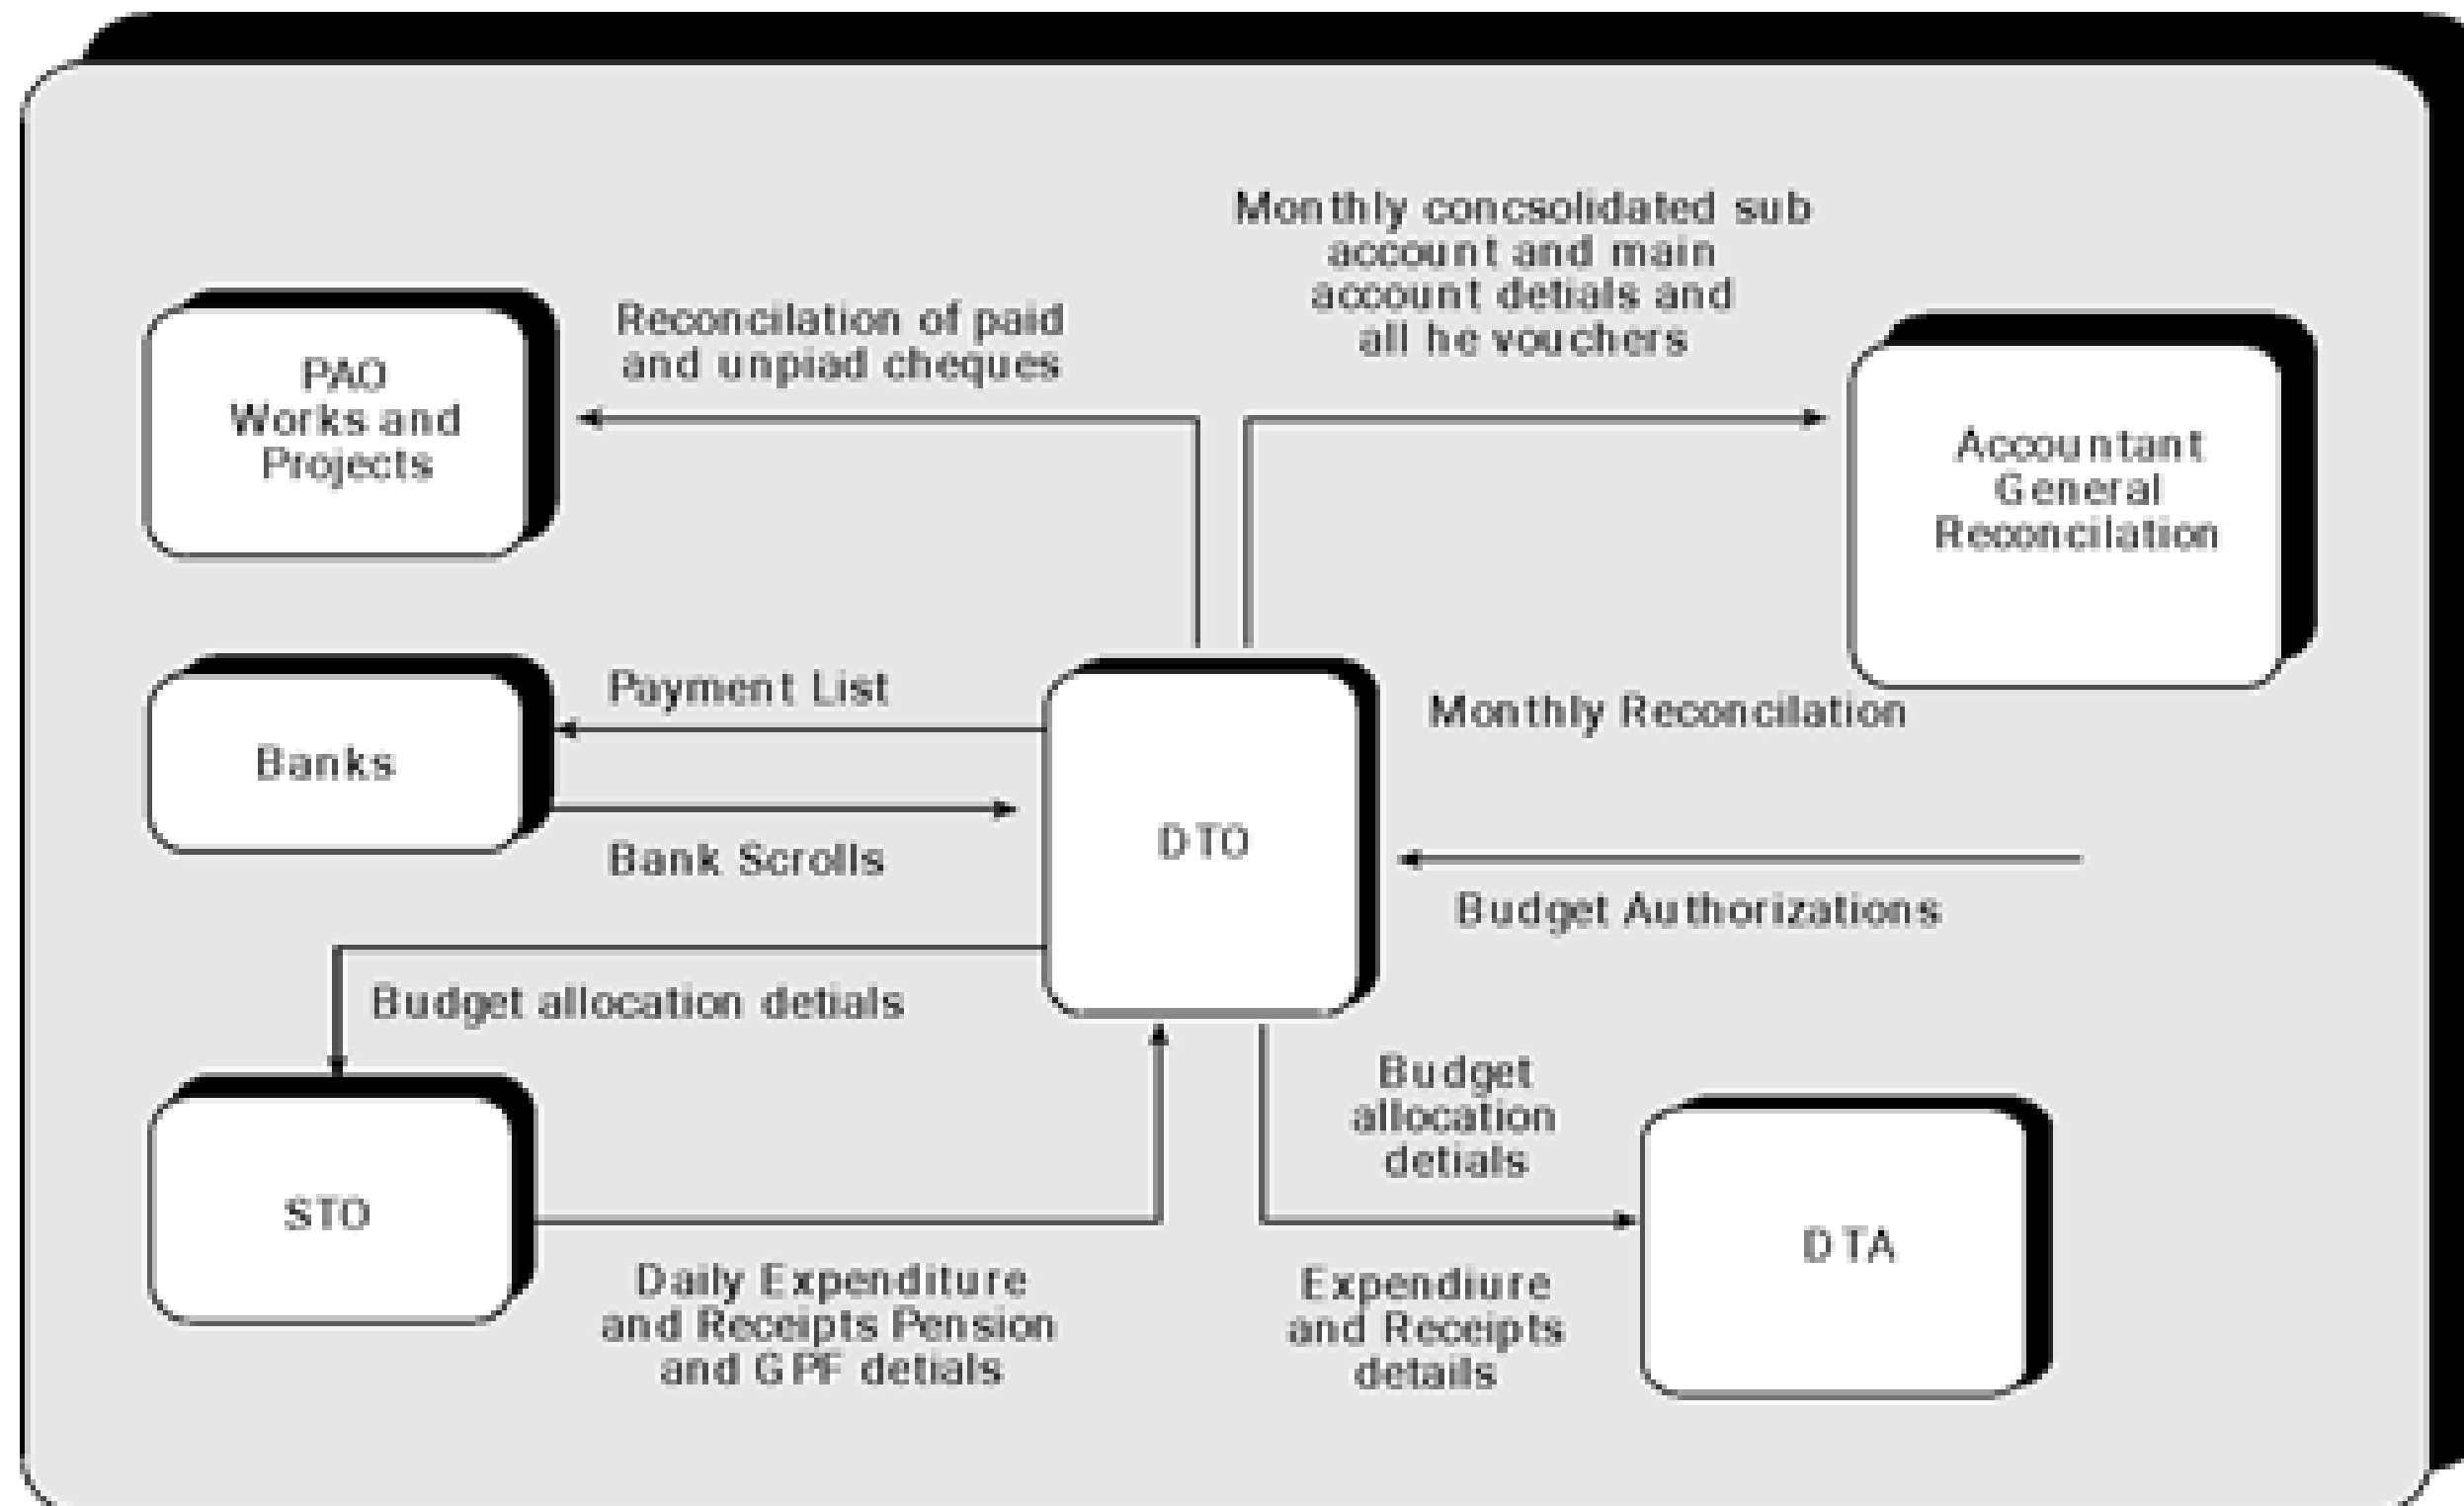 Monthly concsolidated sub
account and main
account detials and
all he vouchers
Reconcilation of paid
and unpiad cheques
PAO
Works and
Projects
Accountant
General
Reconcilation
Payment List
Monthly Reconcilation
Banks
DTO
Bank Scrolls
Budget Authorizations
Budget allocation detials
Budget
allocation
detials
STO
DTA
Daily Expenditure
and Receipts Pension
and GPF detials
Expendiure
and Receipts
details